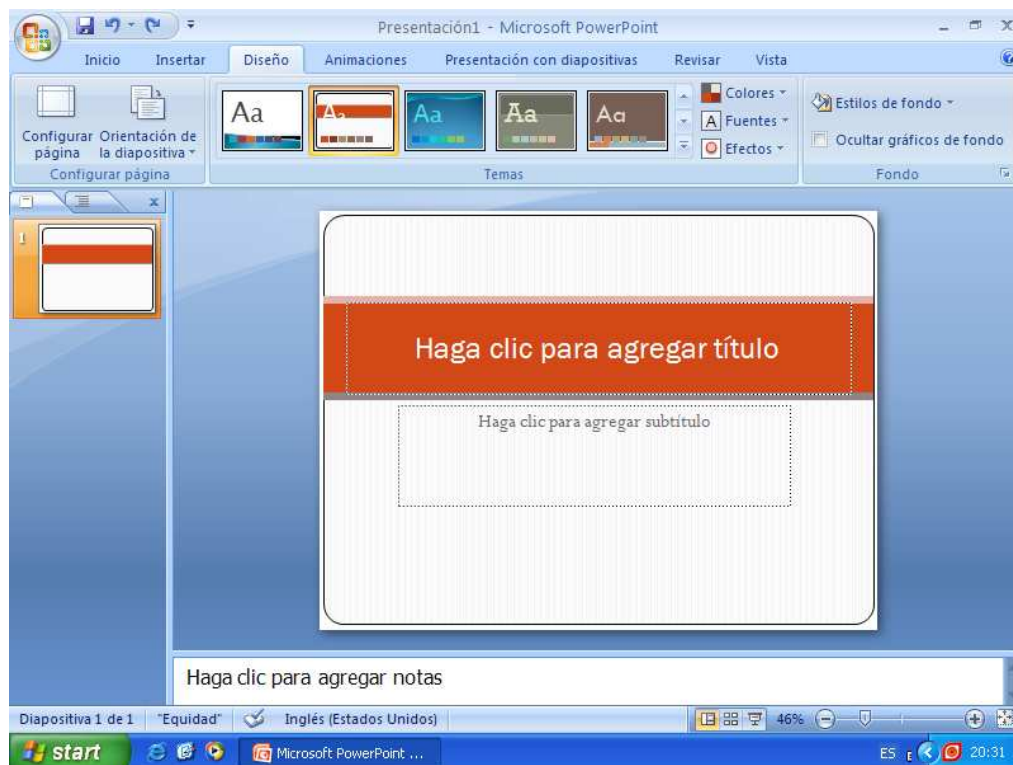 Presentación1 - Microsoft PowerPoint
Inicio Insertar Diseño Animaciones Presentación con diapositivas Revisar Vista
Configurar página
Orientación de la diapositiva
Configurar página
Aa Aa Aa Aa Aa
Temas
Colores
A Fuentes
Efectos
Estilos de fondo
Ocultar gráficos de fondo
Fondo
1
Haga clic para agregar título
Haga clic para agregar subtítulo
Haga clic para agregar notas
Diapositiva 1 de 1 "Equidad" Inglés (Estados Unidos) 46%
start Microsoft PowerPoint ... ES 20:31